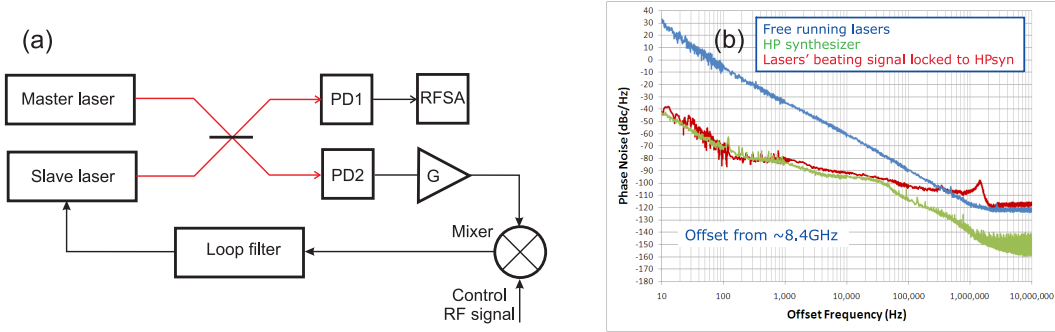 (a)
Master laser
Slave laser
PD1
RFSA
PD2
G
Mixer
Loop filter
Control
RF signal
(b)
Free running lasers
HP synthesizer
Lasers' beating signal locked to HPsyn
Phase Noise (dBc/Hz)
40
30
20
10
0
-10
-20
-30
-40
-50
-60
-70
-80
-90
-100
-110
-120
-130
-140
-150
-160
-170
-180
Offset from ~8.4GHz
10 100 1,000 10,000 100,000 1,000,000 10,000,000
Offset Frequency (Hz)